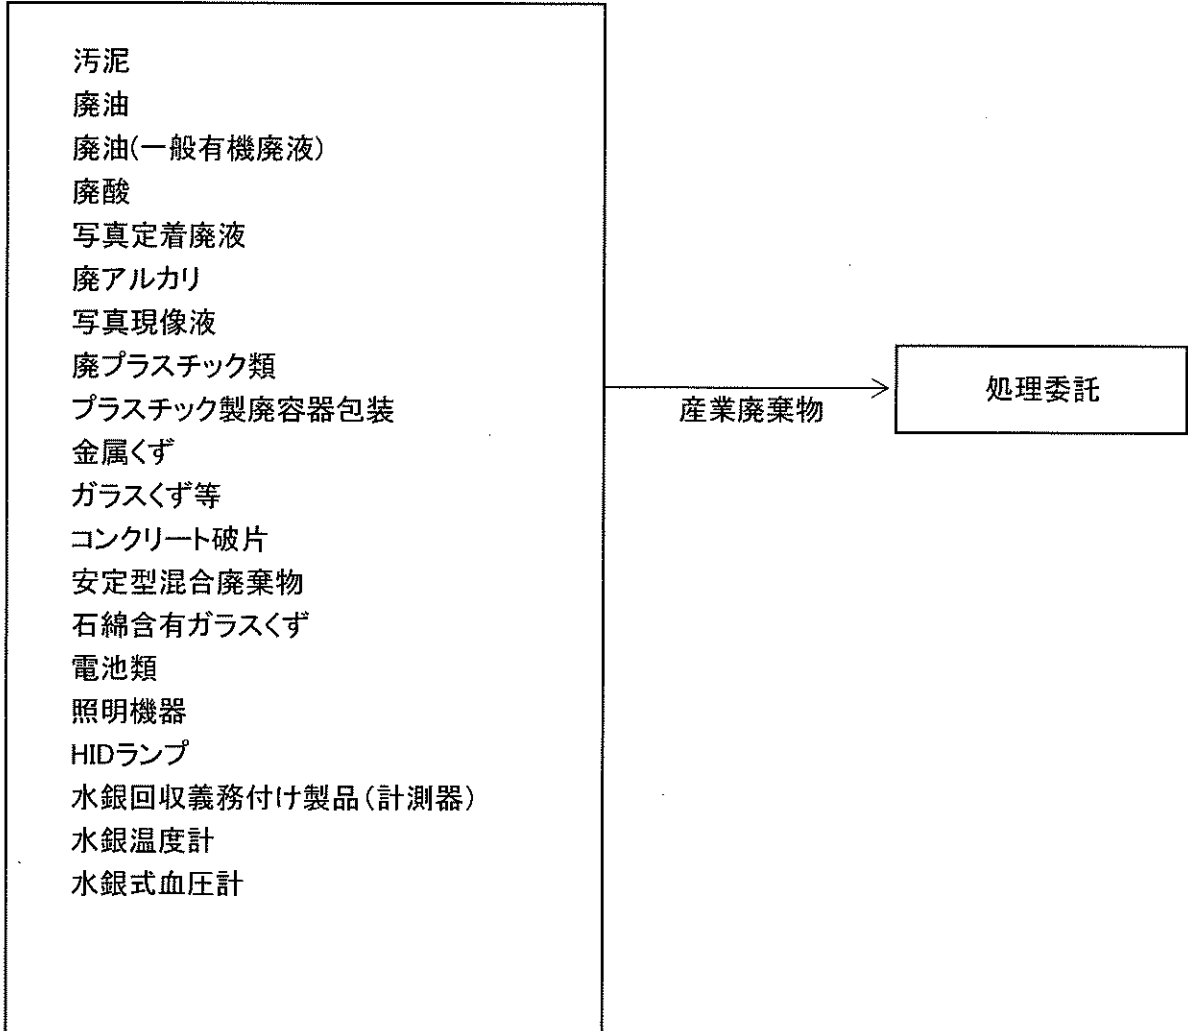 汚泥
廃油
廃油(一般有機廃液)
廃酸
写真定着廃液
廃アルカリ
写真現像液
廃プラスチック類
プラスチック製廃容器包装
金属くず
ガラスくず等
コンクリート破片
安定型混合廃棄物
石綿含有ガラスくず
電池類
照明機器
HIDランプ
水銀回収義務付け製品(計測器)
水銀温度計
水銀式血圧計
産業廃棄物
処理委託